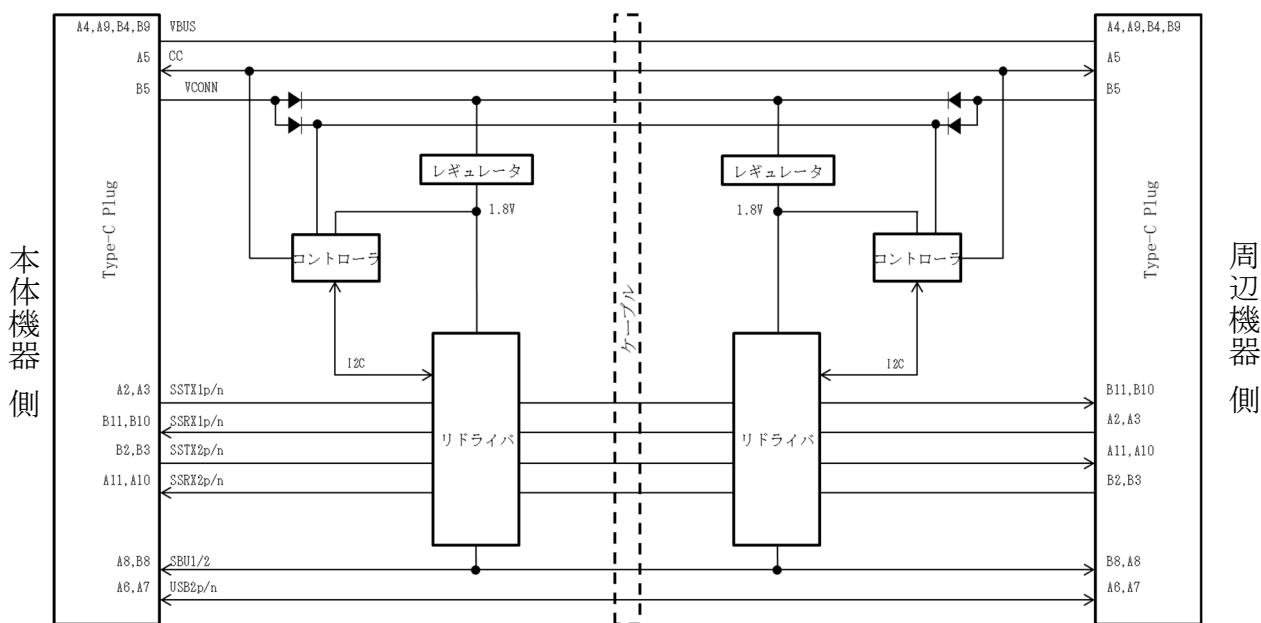 A4,A9,B4,B9 VBUS A4,A9,B4,B9
A5 CC A5
B5 VCONN B5
レギュレータ レギュレータ
1.8V 1.8V
Type-C Plug Type-C Plug
本体機器 側
周辺機器 側
コントローラ コントローラ
ケーブル
I2C I2C
A2,A3 SSTX1p/n B11,B10
B11,B10 SSRX1p/n A2,A3
リドライバ リドライバ
B2,B3 SSTX2p/n A11,A10
A11,A10 SSRX2p/n B2,B3
A8,B8 SBU1/2 B8,A8
A6,A7 USB2p/n A6,A7